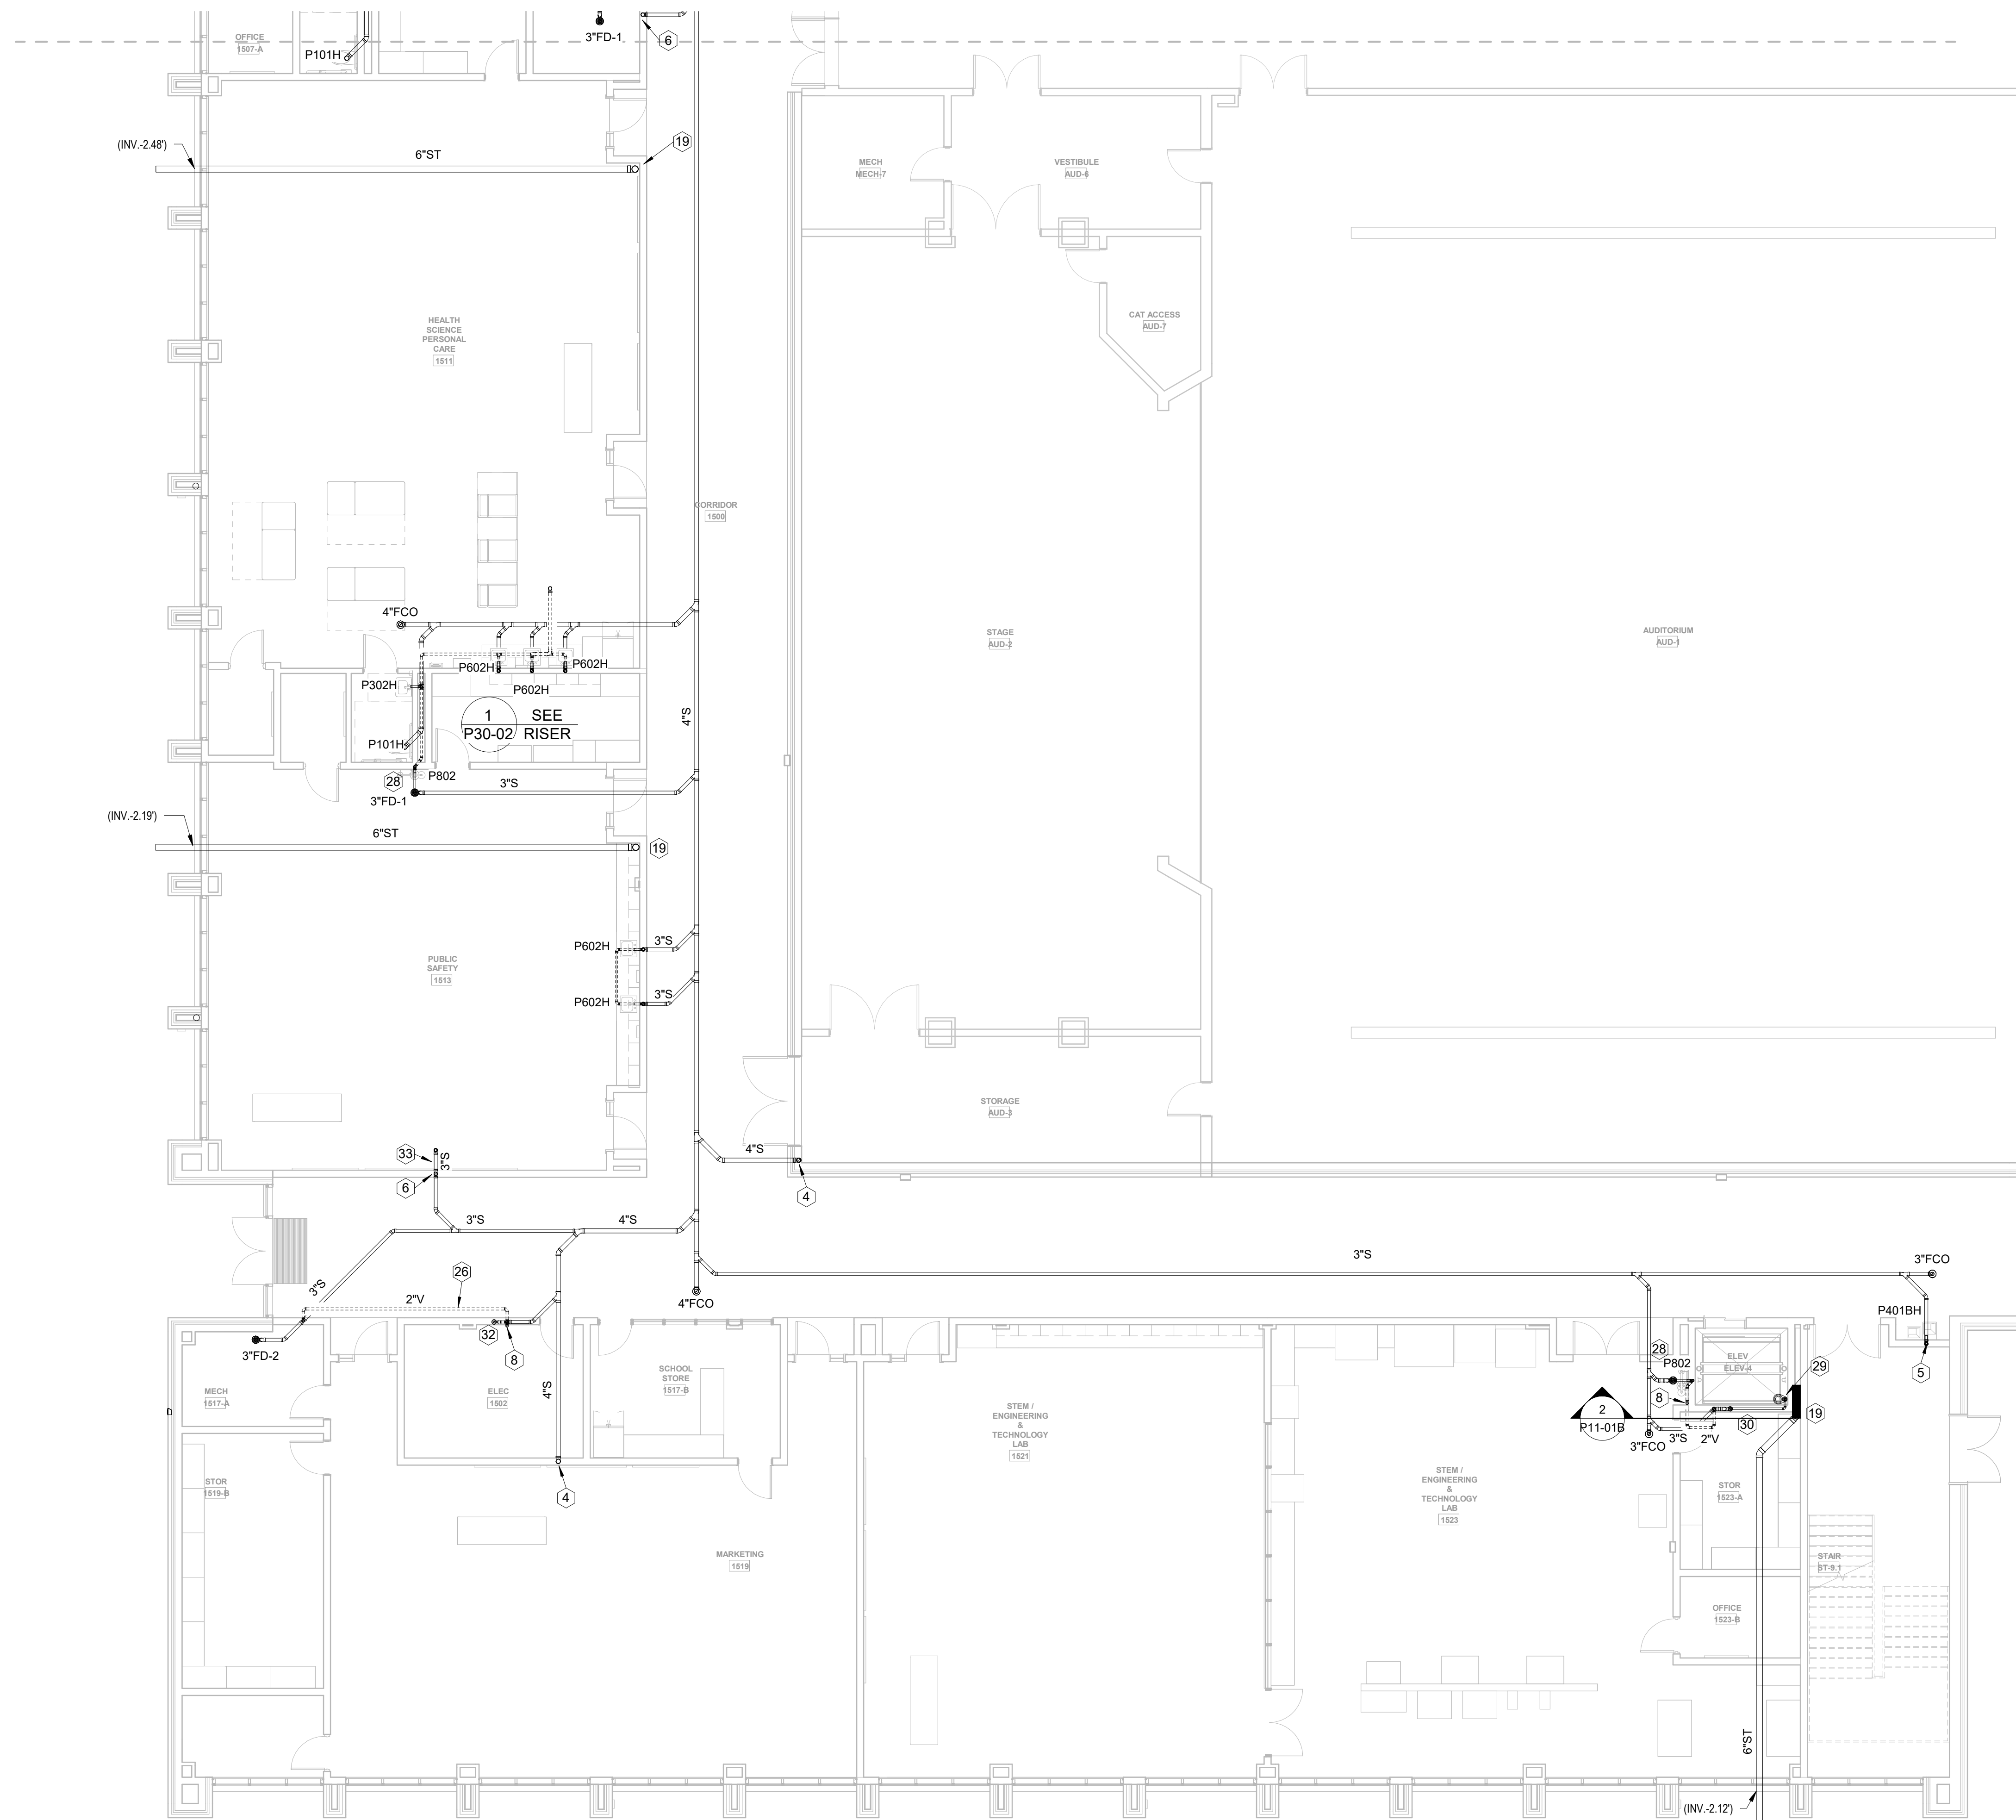 OFFICE
1507-A
P101H
3"FD-1
6
(INV.-2.48')
6"ST
19
MECH
MECH-7
VESTIBULE
AUD-6
HEALTH
SCIENCE
PERSONAL
CARE
1511
CAT ACCESS
AUD-7
CORRIDOR
1500
4"FCO
STAGE
AUD-2
AUDITORIUM
AUD-1
P602H
P602H
P602H
P302H
1 SEE
P30-02 RISER
4"S
P101H
28
P802
3"FD-1
3"S
(INV.-2.19')
6"ST
19
P602H
3"S
PUBLIC
SAFETY
1513
P602H
3"S
STORAGE
AUD-3
33
3"S
6
4"S
4
3"S
4"S
3"S
3"FCO
3"S
26
2"V
4"FCO
P401BH
32
8
3"FD-2
5
MECH
1517-A
ELEC
1502
4"S
SCHOOL
STORE
1517-B
28
P802
ELEV
ELEV-4
29
8
STEM /
ENGINEERING
&
TECHNOLOGY
LAB
1521
2
P11-01B
30
19
3"FCO
3"S
2"V
STOR
1519-B
4
STEM /
ENGINEERING
&
TECHNOLOGY
LAB
1523
STOR
1523-A
MARKETING
1519
STAIR
ST-9.1
OFFICE
1523-B
6"ST
(INV.-2.12')